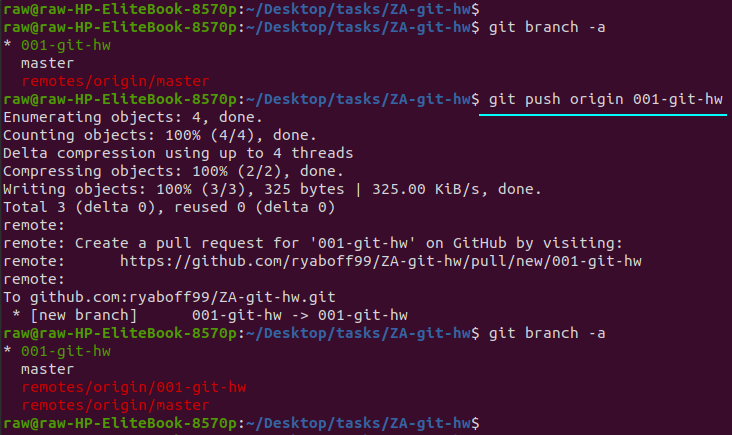 raw@raw-HP-EliteBook-8570p:~/Desktop/tasks/ZA-git-hw$
raw@raw-HP-EliteBook-8570p:~/Desktop/tasks/ZA-git-hw$ git branch -a
* 001-git-hw
  master
  remotes/origin/master
raw@raw-HP-EliteBook-8570p:~/Desktop/tasks/ZA-git-hw$ git push origin 001-git-hw
Enumerating objects: 4, done.
Counting objects: 100% (4/4), done.
Delta compression using up to 4 threads
Compressing objects: 100% (2/2), done.
Writing objects: 100% (3/3), 325 bytes | 325.00 KiB/s, done.
Total 3 (delta 0), reused 0 (delta 0)
remote:
remote: Create a pull request for '001-git-hw' on GitHub by visiting:
remote:      https://github.com/ryaboff99/ZA-git-hw/pull/new/001-git-hw
remote:
To github.com:ryaboff99/ZA-git-hw.git
 * [new branch]      001-git-hw -> 001-git-hw
raw@raw-HP-EliteBook-8570p:~/Desktop/tasks/ZA-git-hw$ git branch -a
* 001-git-hw
  master
  remotes/origin/001-git-hw
  remotes/origin/master
raw@raw-HP-EliteBook-8570p:~/Desktop/tasks/ZA-git-hw$